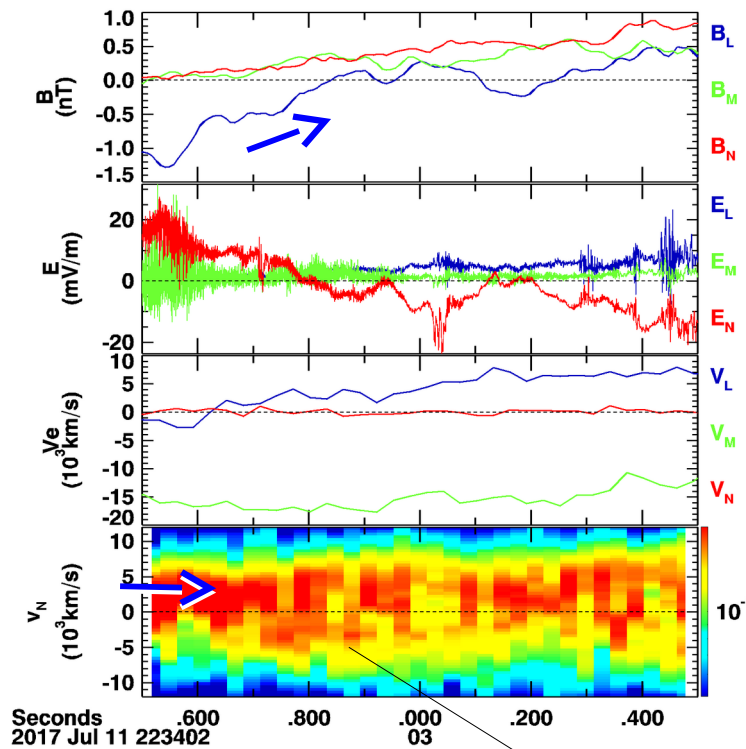 1.0
0.5
0.0
-0.5
-1.0
-1.5
B
(nT)
B_L
B_M
B_N
20
0
-20
E
(mV/m)
E_L
E_M
E_N
10
5
0
-5
-10
-15
-20
Ve
(10³km/s)
V_L
V_M
V_N
10
5
0
-5
-10
v_N
(10³km/s)
10⁻
Seconds .600 .800 .000 .200 .400
2017 Jul 11 223402 03